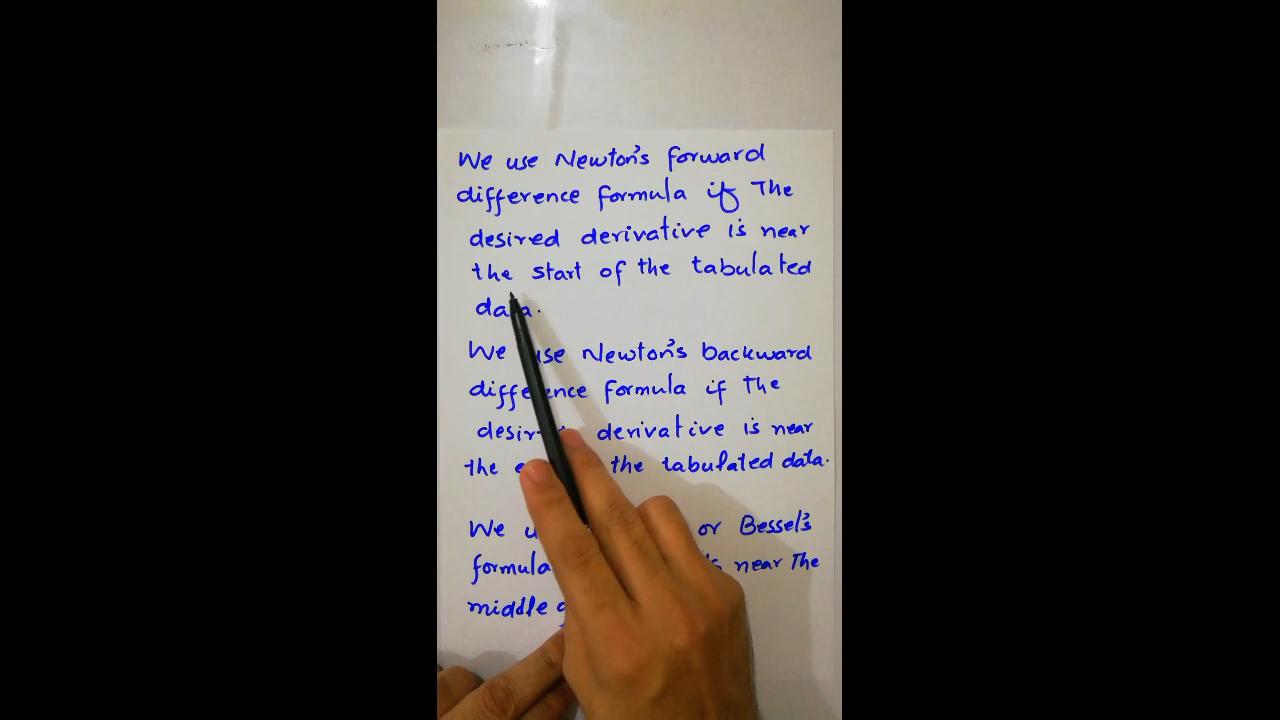 We use Newton's forward
difference formula if The
desired derivative is near
the start of the tabulated
data.
We use Newton's backward
difference formula if The
desired derivative is near
the the tabulated data.
We or Bessel's
formula near The
middle